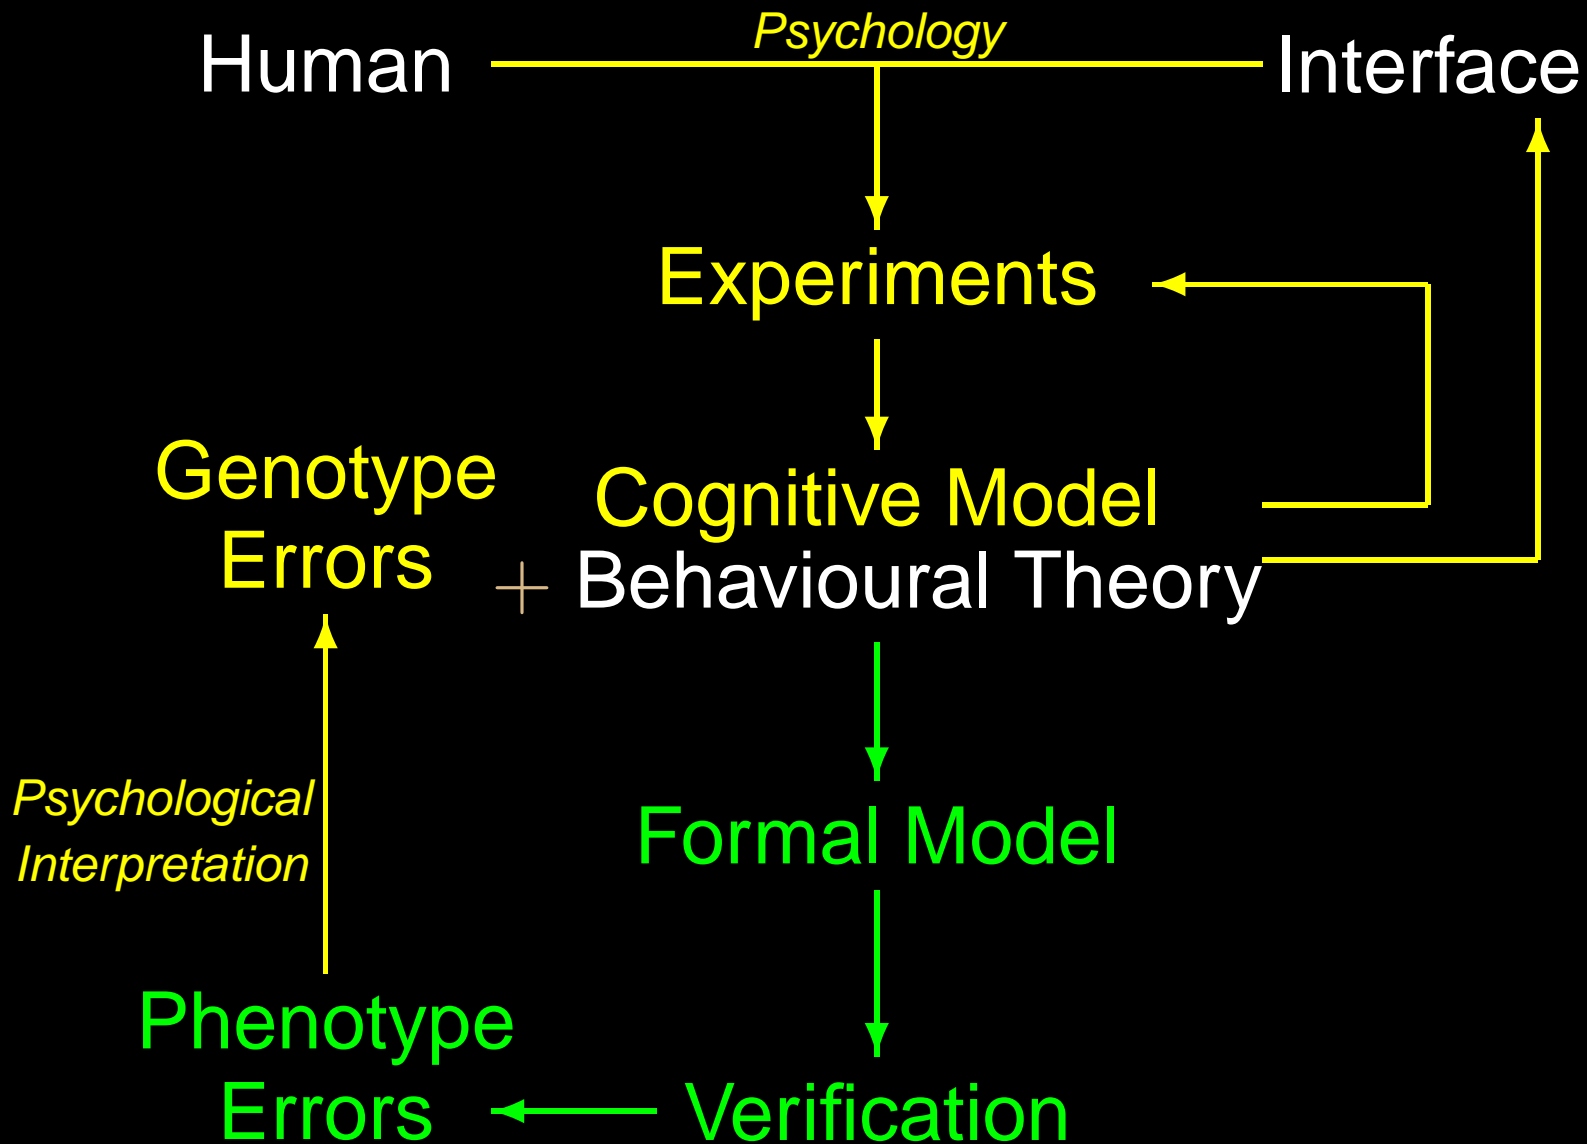 Psychology
Human
Interface
Experiments
Genotype
Errors
+
Cognitive Model
Behavioural Theory
Psychological
Interpretation
Formal Model
Phenotype
Errors
Verification